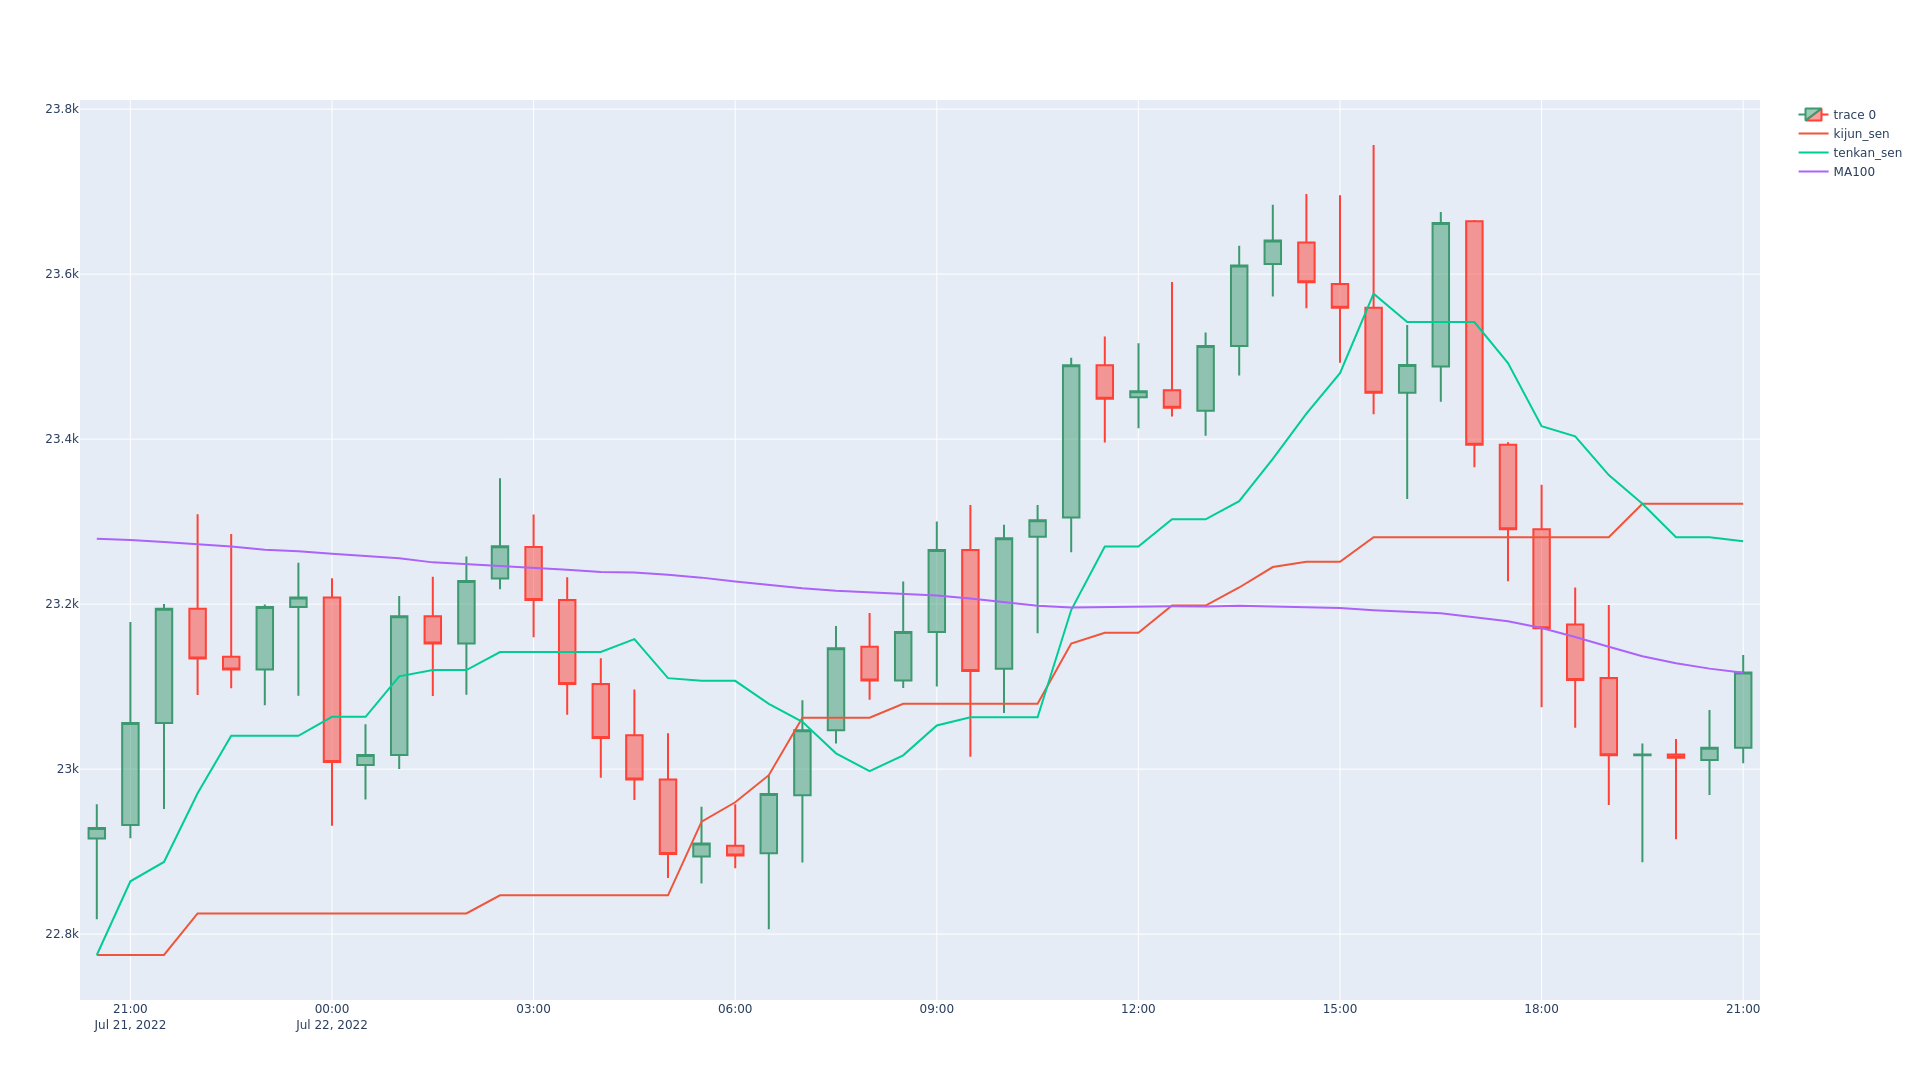 23.8k
23.6k
23.4k
23.2k
23k
22.8k
21:00 00:00 03:00 06:00 09:00 12:00 15:00 18:00 21:00
Jul 21, 2022 Jul 22, 2022
trace 0
kijun_sen
tenkan_sen
MA100